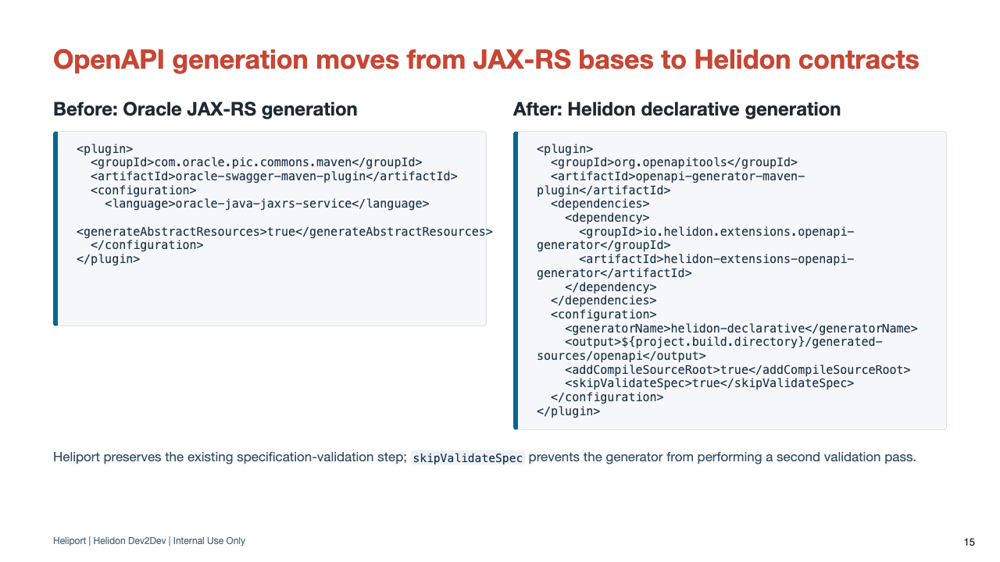 OpenAPI generation moves from JAX-RS bases to Helidon contracts
Before: Oracle JAX-RS generation
<plugin>
  <groupId>com.oracle.pic.commons.maven</groupId>
  <artifactId>oracle-swagger-maven-plugin</artifactId>
  <configuration>
    <language>oracle-java-jaxrs-service</language>
<generateAbstractResources>true</generateAbstractResources>
  </configuration>
</plugin>
After: Helidon declarative generation
<plugin>
  <groupId>org.openapitools</groupId>
  <artifactId>openapi-generator-maven-
plugin</artifactId>
  <dependencies>
    <dependency>
      <groupId>io.helidon.extensions.openapi-
generator</groupId>
      <artifactId>helidon-extensions-openapi-
generator</artifactId>
    </dependency>
  </dependencies>
  <configuration>
    <generatorName>helidon-declarative</generatorName>
    <output>${project.build.directory}/generated-
sources/openapi</output>
    <addCompileSourceRoot>true</addCompileSourceRoot>
    <skipValidateSpec>true</skipValidateSpec>
  </configuration>
</plugin>
Heliport preserves the existing specification-validation step; skipValidateSpec prevents the generator from performing a second validation pass.
Heliport | Helidon Dev2Dev | Internal Use Only
15